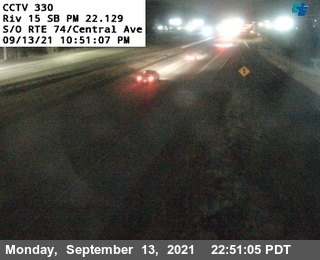 CCTV 330
Riv 15 SB PM 22.129
S/O RTE 74/Central Ave
09/13/21 10:51:07 PM
Monday, September 13, 2021 22:51:05 PDT